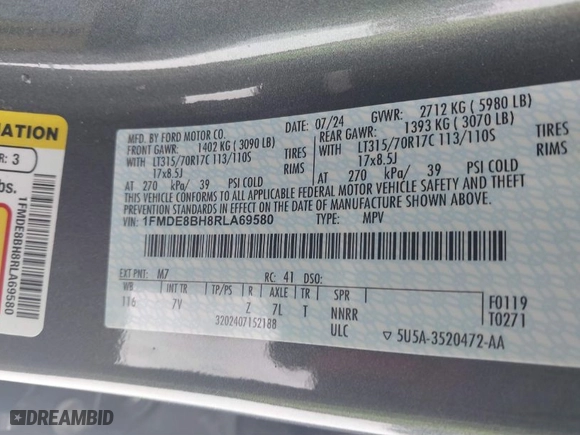 MATION
R: 3
bs.
1FMDE8BH8RLA69580
MFD. BY FORD MOTOR CO.
DATE: 07/24 GVWR: 2712 KG ( 5980 LB)
FRONT GAWR: 1402 KG ( 3090 LB) REAR GAWR: 1393 KG ( 3070 LB)
WITH LT315/70R17C 113/110S TIRES WITH LT315/70R17C 113/110S TIRES
17x8.5J RIMS 17x8.5J RIMS
AT 270 kPa/ 39 PSI COLD AT 270 kPa/ 39 PSI COLD
THIS VEHICLE CONFORMS TO ALL APPLICABLE FEDERAL MOTOR VEHICLE SAFETY AND THEFT
PREVENTION STANDARDS IN EFFECT ON THE DATE OF MANUFACTURE SHOWN ABOVE.
VIN: 1FMDE8BH8RLA69580 TYPE: MPV
EXT PNT: M7 RC: 41 DSO:
WB INT TR TP/PS R AXLE TR SPR
116 7V Z 7L T NNRR
ULC
F0119
T0271
3202407152188
5U5A-3520472-AA
DREAMBID